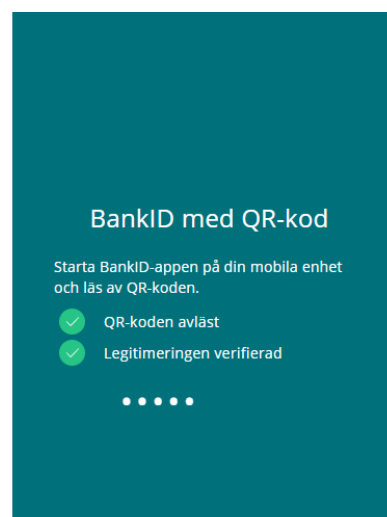 BankID med QR-kod
Starta BankID-appen på din mobila enhet
och läs av QR-koden.
QR-koden avläst
Legitimeringen verifierad